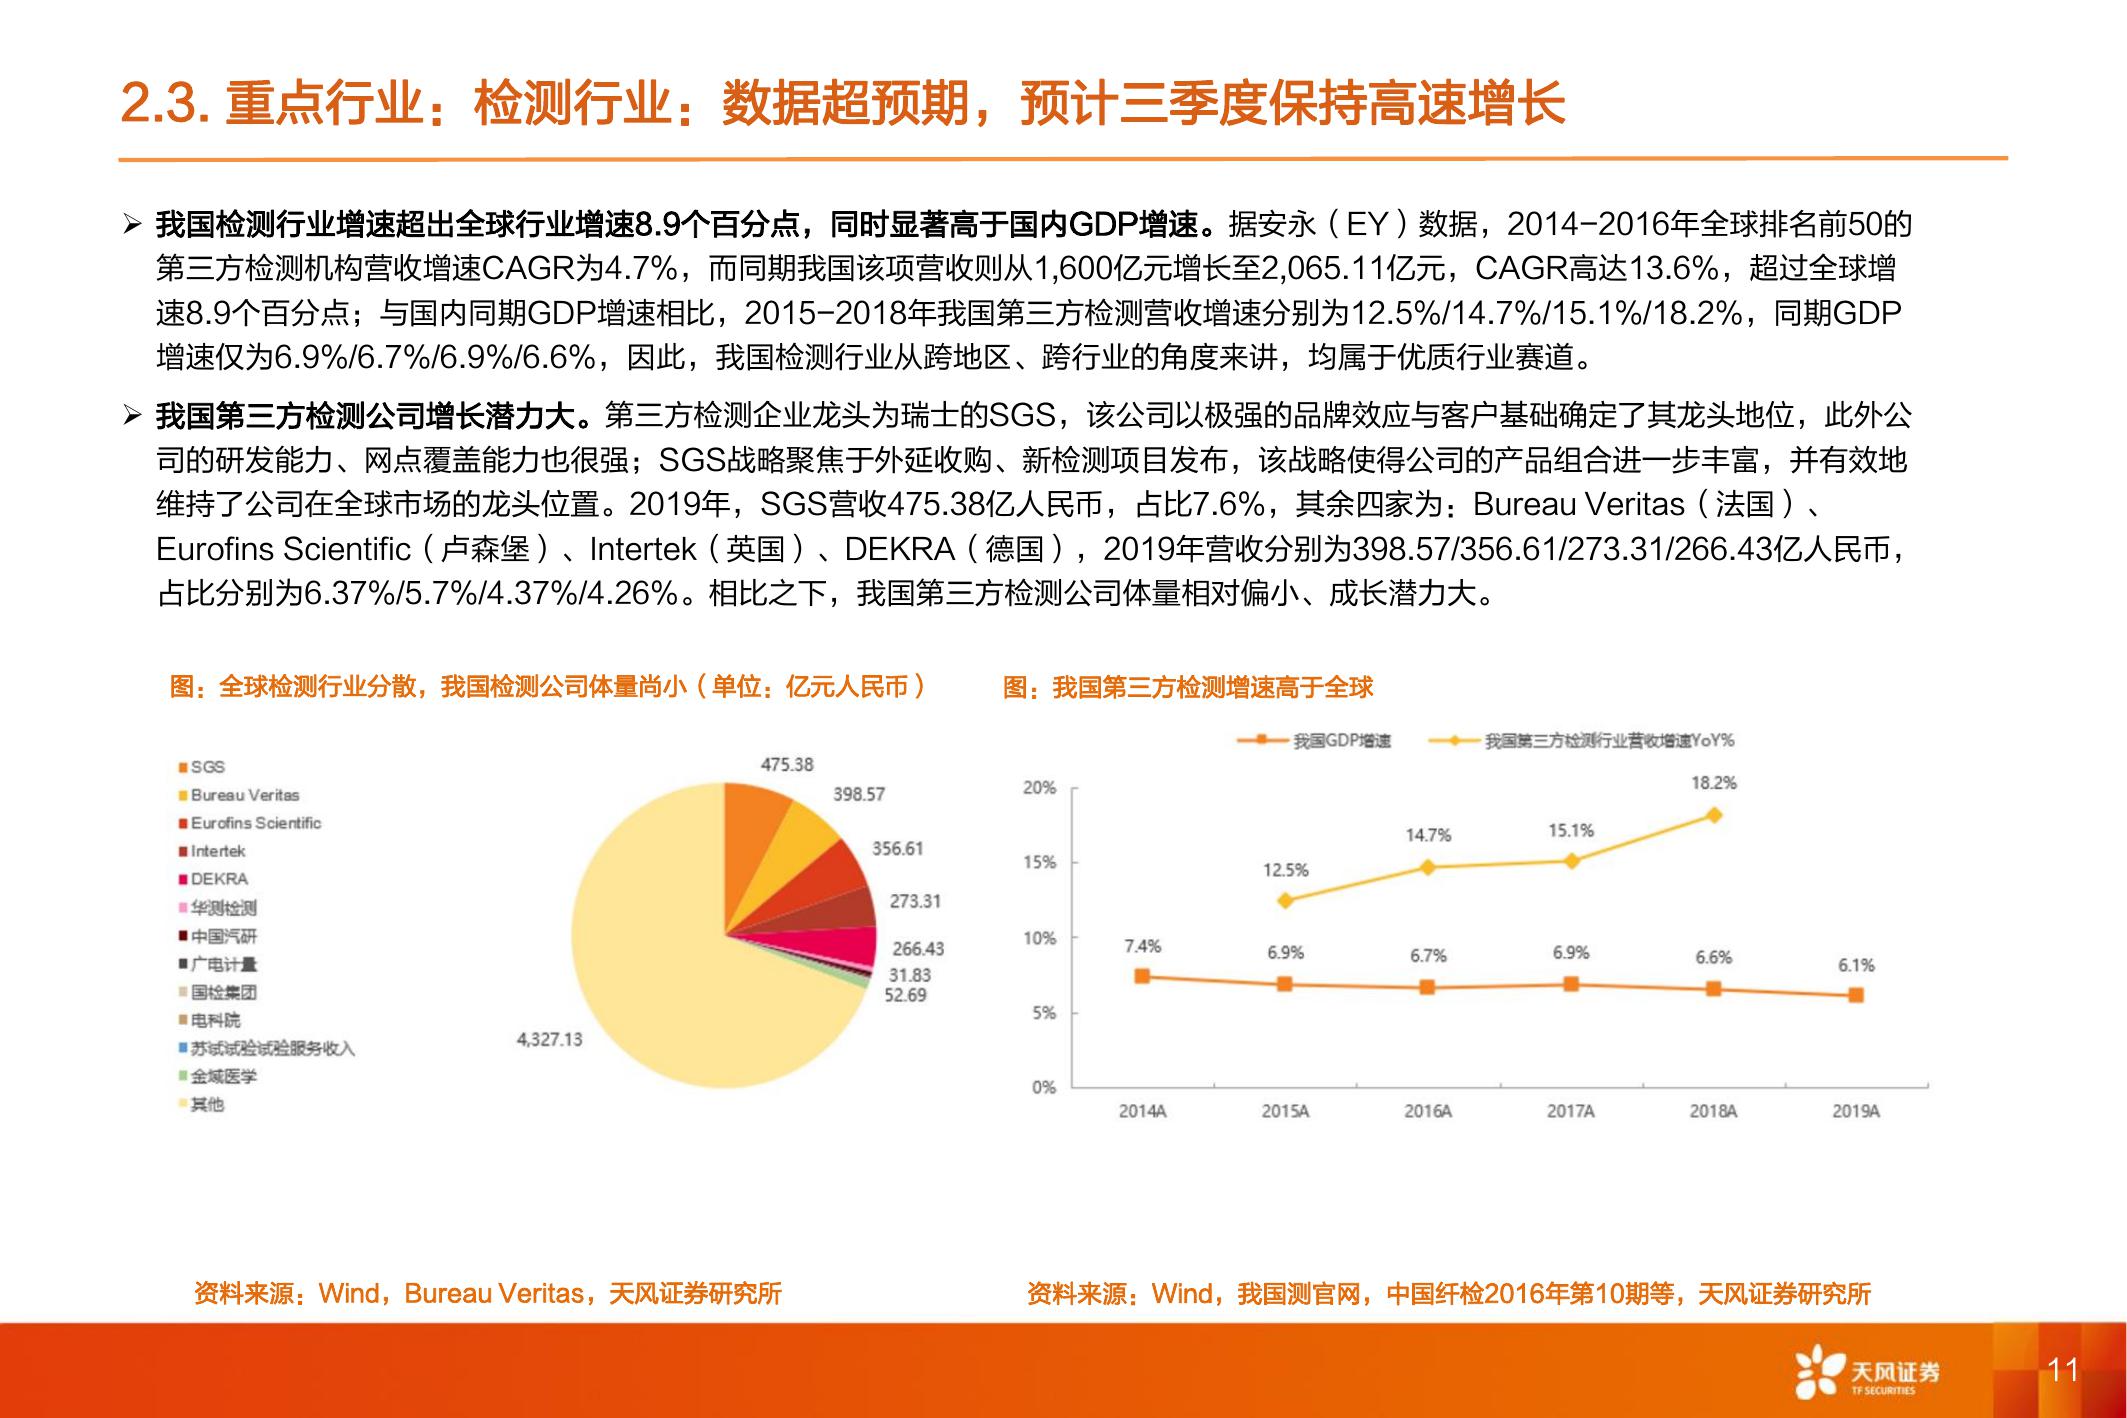 2.3. 重点行业：检测行业：数据超预期，预计三季度保持高速增长
➢ 我国检测行业增速超出全球行业增速8.9个百分点，同时显著高于国内GDP增速。据安永（EY）数据，2014-2016年全球排名前50的
第三方检测机构营收增速CAGR为4.7%，而同期我国该项营收则从1,600亿元增长至2,065.11亿元，CAGR高达13.6%，超过全球增
速8.9个百分点；与国内同期GDP增速相比，2015-2018年我国第三方检测营收增速分别为12.5%/14.7%/15.1%/18.2%，同期GDP
增速仅为6.9%/6.7%/6.9%/6.6%，因此，我国检测行业从跨地区、跨行业的角度来讲，均属于优质行业赛道。
➢ 我国第三方检测公司增长潜力大。第三方检测企业龙头为瑞士的SGS，该公司以极强的品牌效应与客户基础确定了其龙头地位，此外公
司的研发能力、网点覆盖能力也很强；SGS战略聚焦于外延收购、新检测项目发布，该战略使得公司的产品组合进一步丰富，并有效地
维持了公司在全球市场的龙头位置。2019年，SGS营收475.38亿人民币，占比7.6%，其余四家为：Bureau Veritas（法国）、
Eurofins Scientific（卢森堡）、Intertek（英国）、DEKRA（德国），2019年营收分别为398.57/356.61/273.31/266.43亿人民币，
占比分别为6.37%/5.7%/4.37%/4.26%。相比之下，我国第三方检测公司体量相对偏小、成长潜力大。
图：全球检测行业分散，我国检测公司体量尚小（单位：亿元人民币）
SGS
Bureau Veritas
Eurofins Scientific
Intertek
DEKRA
华测检测
中国汽研
广电计量
国检集团
电科院
苏试试验试验服务收入
金域医学
其他
475.38
398.57
356.61
273.31
266.43
31.83
52.69
4,327.13
图：我国第三方检测增速高于全球
我国GDP增速
我国第三方检测行业营收增速YoY%
20%
15%
10%
5%
0%
12.5%
14.7%
15.1%
18.2%
7.4%
6.9%
6.7%
6.9%
6.6%
6.1%
2014A
2015A
2016A
2017A
2018A
2019A
资料来源：Wind，Bureau Veritas，天风证券研究所
资料来源：Wind，我国测官网，中国纤检2016年第10期等，天风证券研究所
天风证券
TF SECURITIES
11